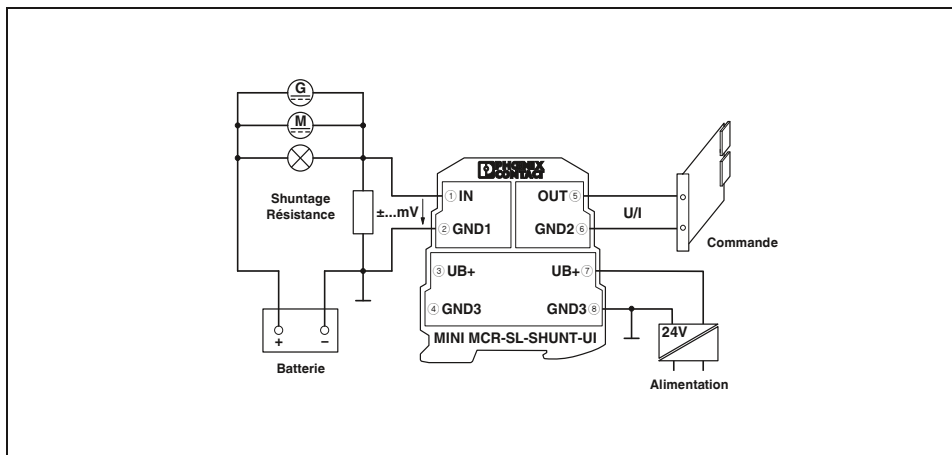 G
M
PHOENIX
CONTACT
Shuntage
Résistance
±...mV
1 IN
OUT 5
U/I
2 GND1
GND2 6
Commande
3 UB+
UB+ 7
4 GND3
GND3 8
24V
MINI MCR-SL-SHUNT-UI
+ −
Batterie
Alimentation